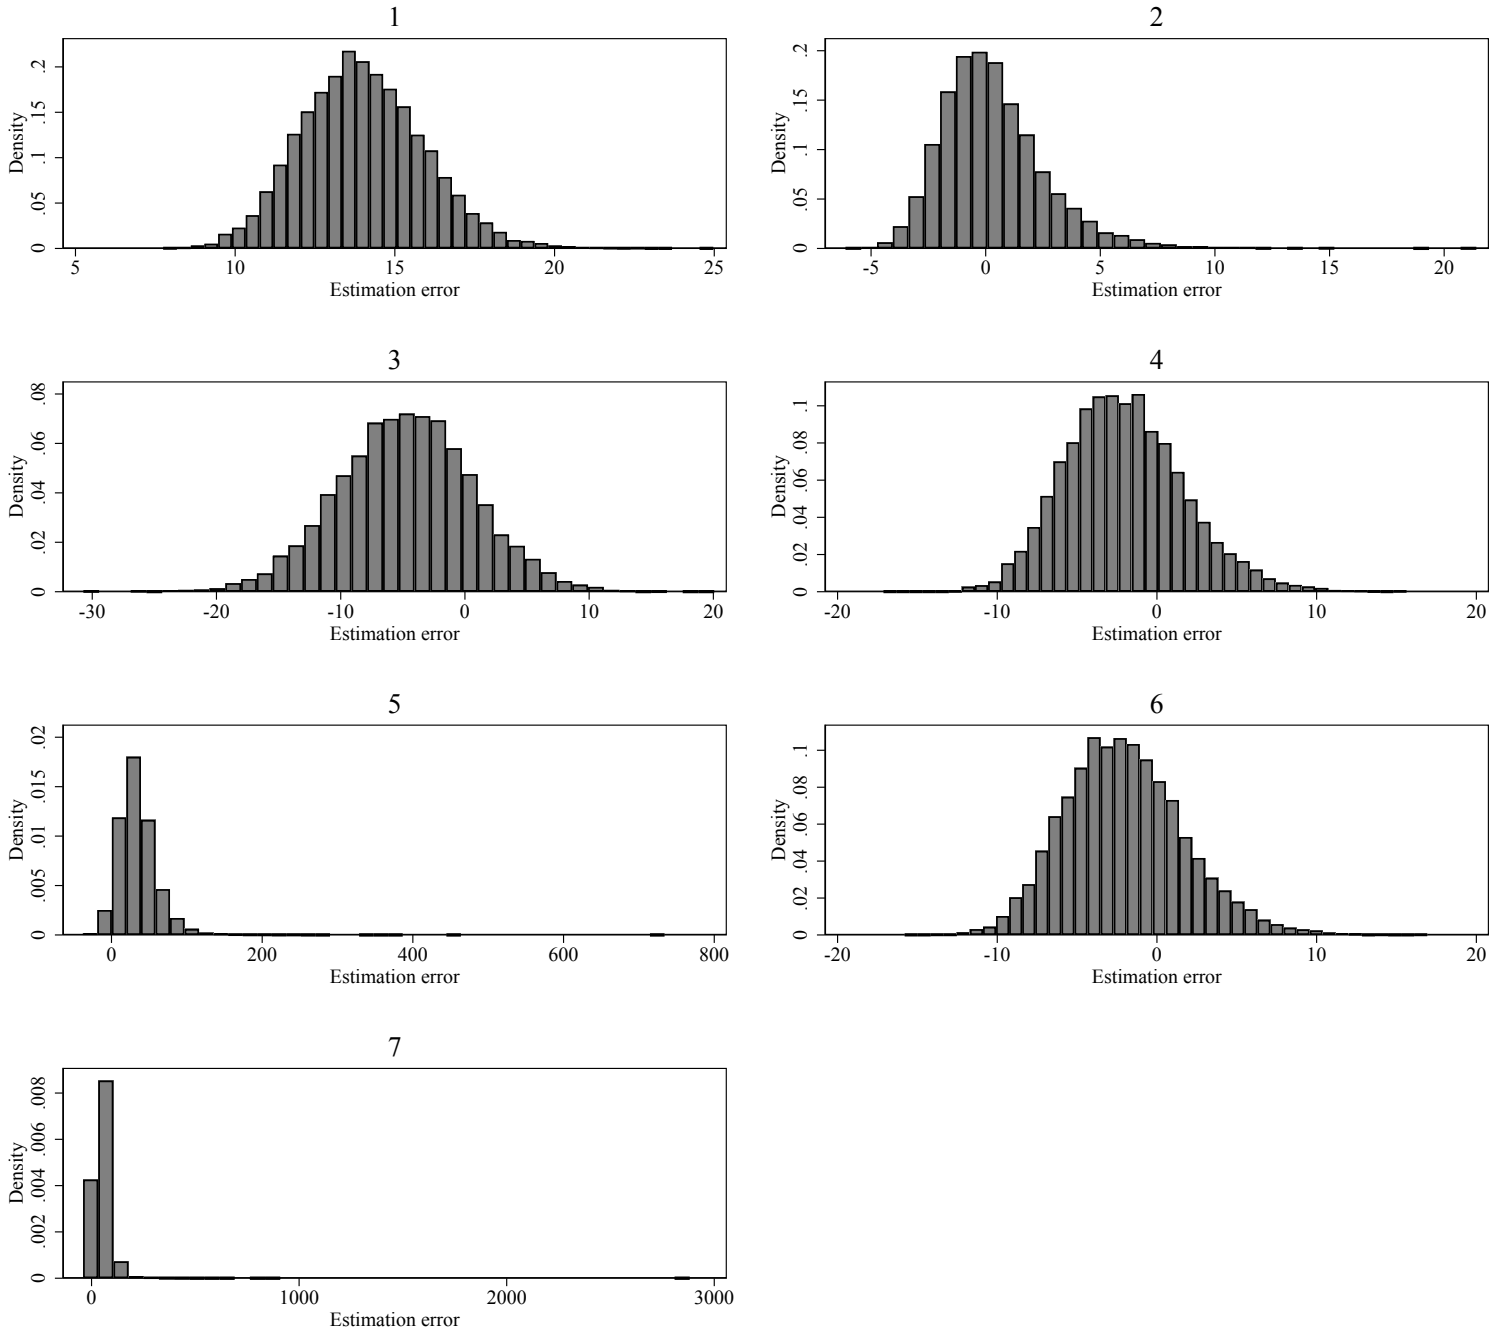 1
Density
0 .05 .1 .15 .2
5 10 15 20 25
Estimation error
2
Density
0 .05 .1 .15 .2
-5 0 5 10 15 20
Estimation error
3
Density
0 .02 .04 .06 .08
-30 -20 -10 0 10 20
Estimation error
4
Density
0 .02 .04 .06 .08 .1
-20 -10 0 10 20
Estimation error
5
Density
0 .005 .01 .015 .02
0 200 400 600 800
Estimation error
6
Density
0 .02 .04 .06 .08 .1
-20 -10 0 10 20
Estimation error
7
Density
0 .002 .004 .006 .008
0 1000 2000 3000
Estimation error